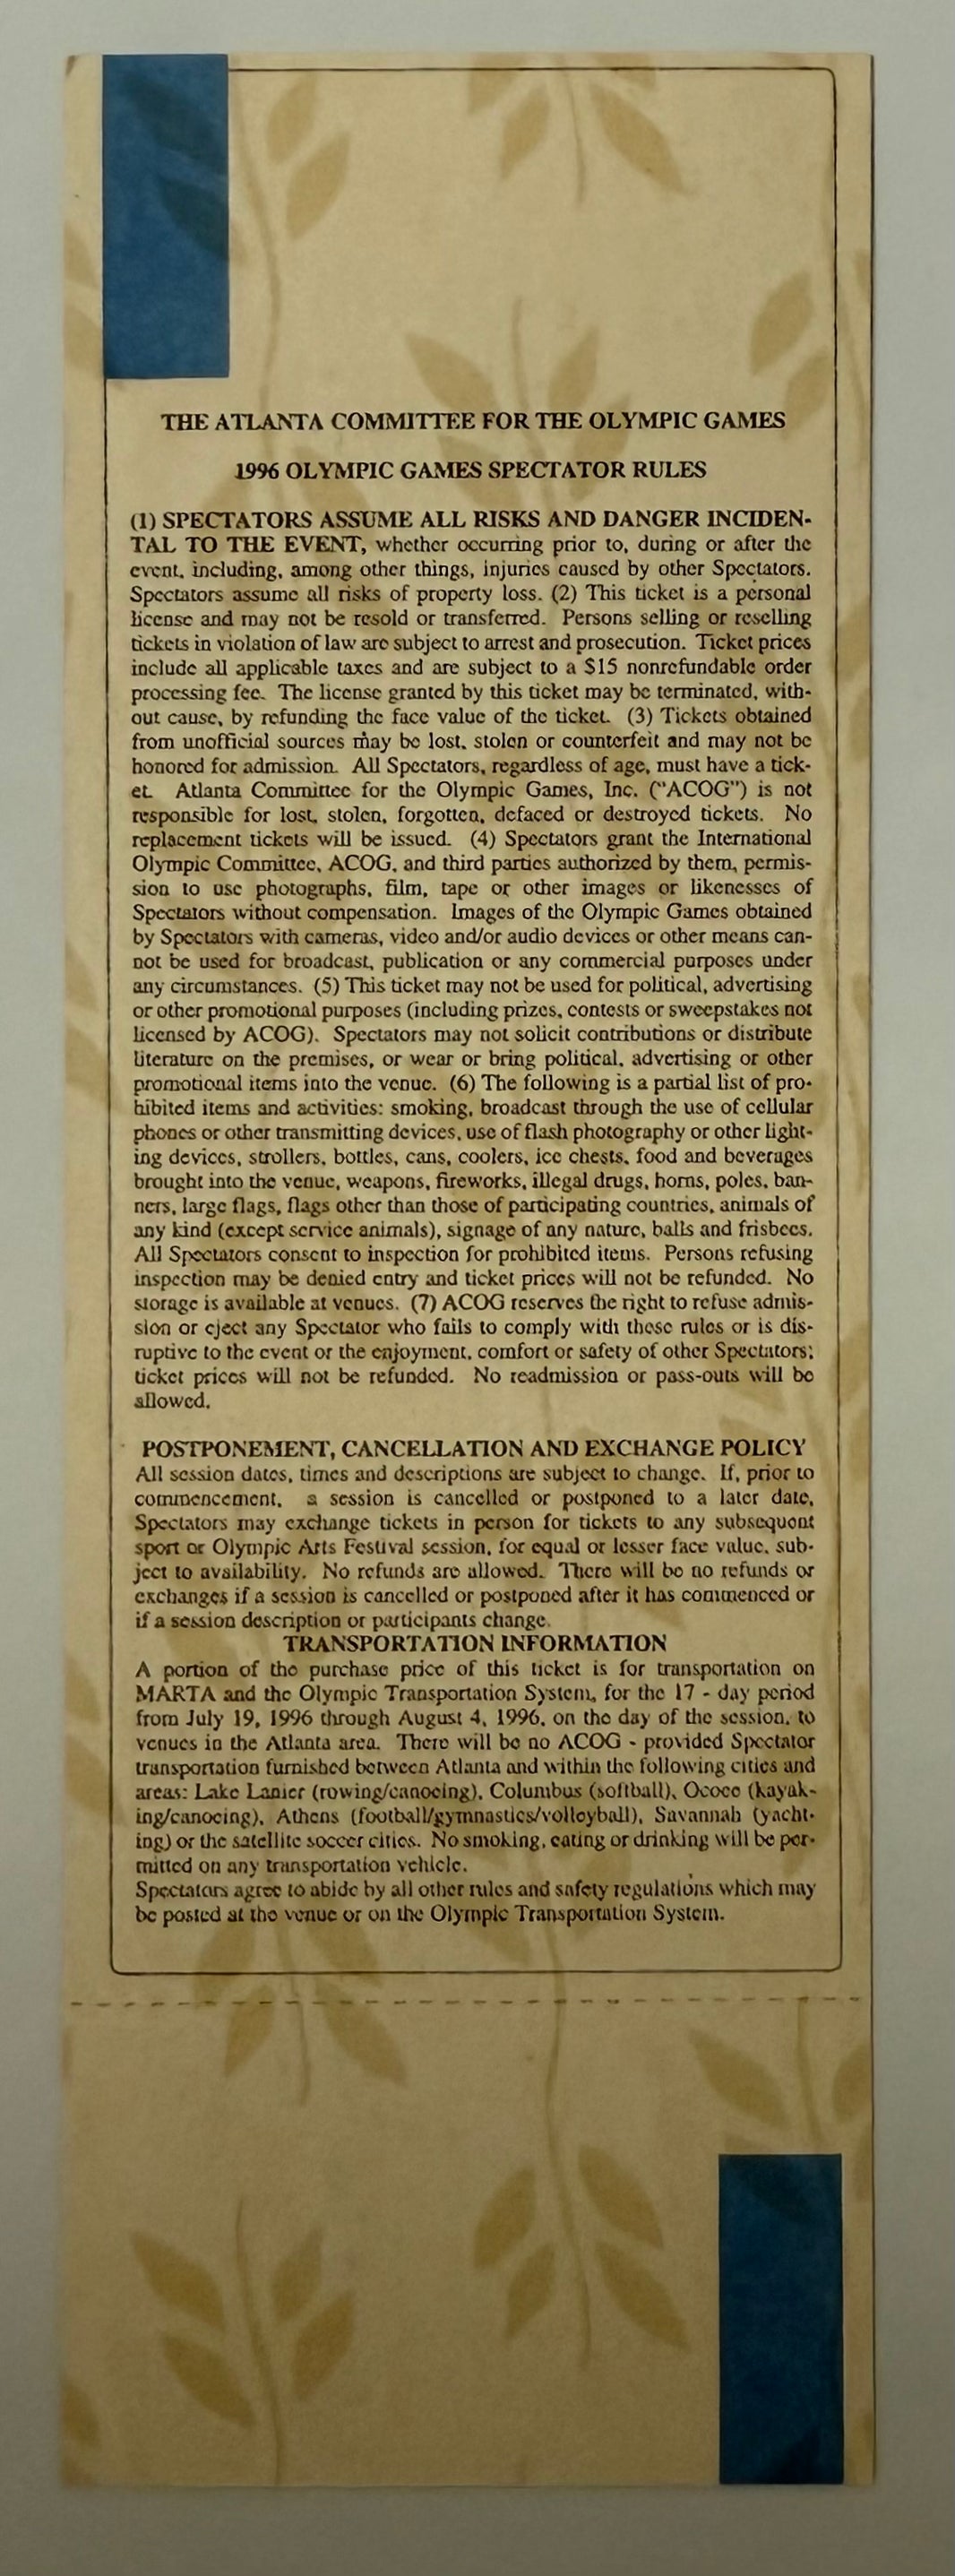 THE ATLANTA COMMITTEE FOR THE OLYMPIC GAMES
1996 OLYMPIC GAMES SPECTATOR RULES
(1) SPECTATORS ASSUME ALL RISKS AND DANGER INCIDEN-
TAL TO THE EVENT, whether occurring prior to, during or after the
event, including, among other things, injuries caused by other Spectators.
Spectators assume all risks of property loss. (2) This ticket is a personal
license and may not be resold or transferred. Persons selling or reselling
tickets in violation of law are subject to arrest and prosecution. Ticket prices
include all applicable taxes and are subject to a $15 nonrefundable order
processing fee. The license granted by this ticket may be terminated, with-
out cause, by refunding the face value of the ticket. (3) Tickets obtained
from unofficial sources may be lost, stolen or counterfeit and may not be
honored for admission. All Spectators, regardless of age, must have a tick-
et. Atlanta Committee for the Olympic Games, Inc. ("ACOG") is not
responsible for lost, stolen, forgotten, defaced or destroyed tickets. No
replacement tickets will be issued. (4) Spectators grant the International
Olympic Committee, ACOG, and third parties authorized by them, permis-
sion to use photographs, film, tape or other images or likenesses of
Spectators without compensation. Images of the Olympic Games obtained
by Spectators with cameras, video and/or audio devices or other means can-
not be used for broadcast, publication or any commercial purposes under
any circumstances. (5) This ticket may not be used for political, advertising
or other promotional purposes (including prizes, contests or sweepstakes not
licensed by ACOG). Spectators may not solicit contributions or distribute
literature on the premises, or wear or bring political, advertising or other
promotional items into the venue. (6) The following is a partial list of pro-
hibited items and activities: smoking, broadcast through the use of cellular
phones or other transmitting devices, use of flash photography or other light-
ing devices, strollers, bottles, cans, coolers, ice chests, food and beverages
brought into the venue, weapons, fireworks, illegal drugs, horns, poles, ban-
ners, large flags, flags other than those of participating countries, animals of
any kind (except service animals), signage of any nature, balls and frisbees.
All Spectators consent to inspection for prohibited items. Persons refusing
inspection may be denied entry and ticket prices will not be refunded. No
storage is available at venues. (7) ACOG reserves the right to refuse admis-
sion or eject any Spectator who fails to comply with these rules or is dis-
ruptive to the event or the enjoyment, comfort or safety of other Spectators;
ticket prices will not be refunded. No readmission or pass-outs will be
allowed.
POSTPONEMENT, CANCELLATION AND EXCHANGE POLICY
All session dates, times and descriptions are subject to change. If, prior to
commencement, a session is cancelled or postponed to a later date,
Spectators may exchange tickets in person for tickets to any subsequent
sport or Olympic Arts Festival session, for equal or lesser face value, sub-
ject to availability. No refunds are allowed. There will be no refunds or
exchanges if a session is cancelled or postponed after it has commenced or
if a session description or participants change.
TRANSPORTATION INFORMATION
A portion of the purchase price of this ticket is for transportation on
MARTA and the Olympic Transportation System, for the 17 - day period
from July 19, 1996 through August 4, 1996, on the day of the session, to
venues in the Atlanta area. There will be no ACOG - provided Spectator
transportation furnished between Atlanta and within the following cities and
areas: Lake Lanier (rowing/canoeing), Columbus (softball), Ocoee (kayak-
ing/canoeing), Athens (football/gymnastics/volleyball), Savannah (yacht-
ing) or the satellite soccer cities. No smoking, eating or drinking will be per-
mitted on any transportation vehicle.
Spectators agree to abide by all other rules and safety regulations which may
be posted at the venue or on the Olympic Transportation System.